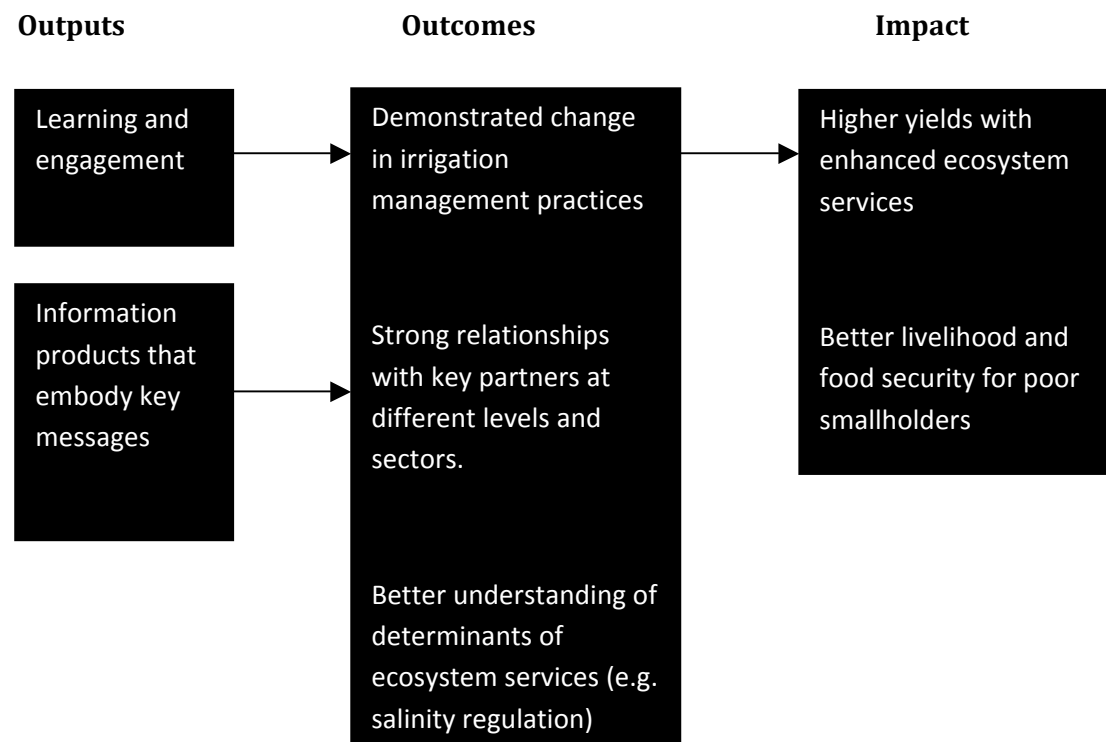 Outputs
Outcomes
Impact
Learning and
engagement
Information
products that
embody key
messages
Demonstrated change
in irrigation
management practices
Strong relationships
with key partners at
different levels and
sectors.
Better understanding of
determinants of
ecosystem services (e.g.
salinity regulation)
Higher yields with
enhanced ecosystem
services
Better livelihood and
food security for poor
smallholders